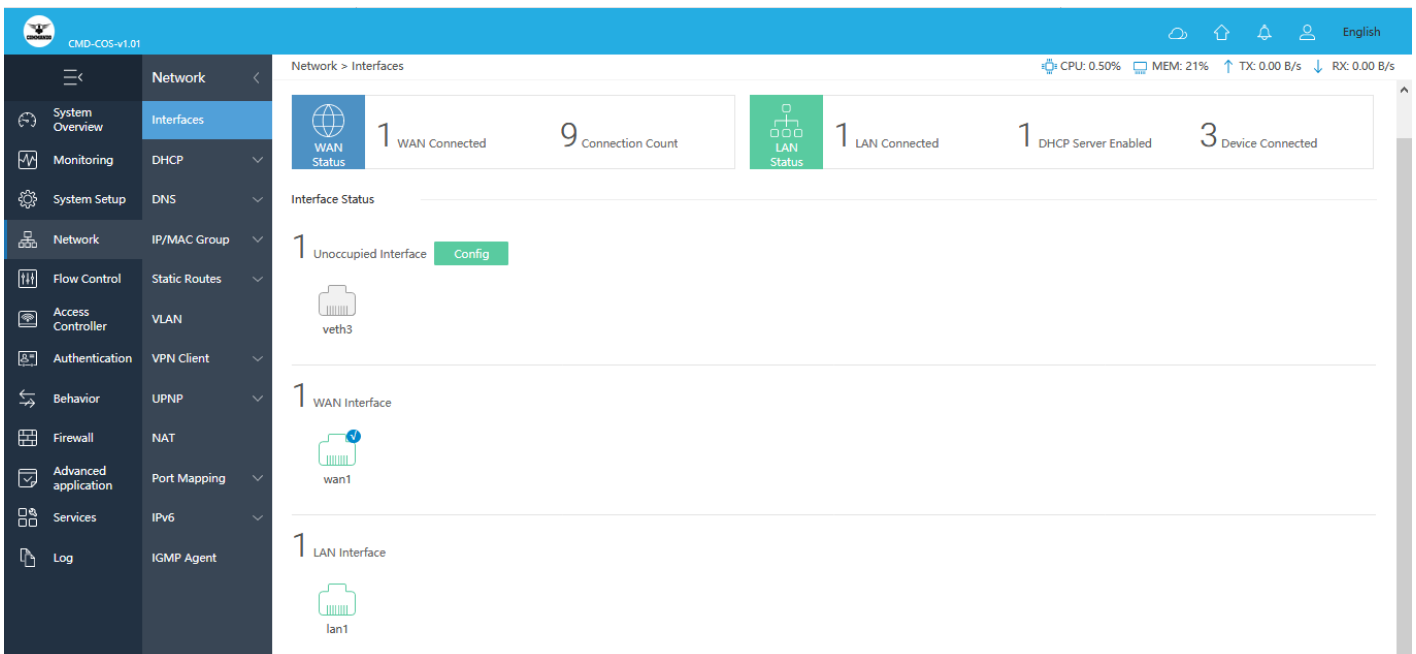 COMMANDO
CMD-COS-v1.01
English
Network
Network > Interfaces
CPU: 0.50%
MEM: 21%
TX: 0.00 B/s
RX: 0.00 B/s
System
Overview
Monitoring
System Setup
Network
Flow Control
Access
Controller
Authentication
Behavior
Firewall
Advanced
application
Services
Log
Interfaces
DHCP
DNS
IP/MAC Group
Static Routes
VLAN
VPN Client
UPNP
NAT
Port Mapping
IPv6
IGMP Agent
WAN
Status
1 WAN Connected
9 Connection Count
LAN
Status
1 LAN Connected
1 DHCP Server Enabled
3 Device Connected
Interface Status
1 Unoccupied Interface
Config
veth3
1 WAN Interface
wan1
1 LAN Interface
lan1